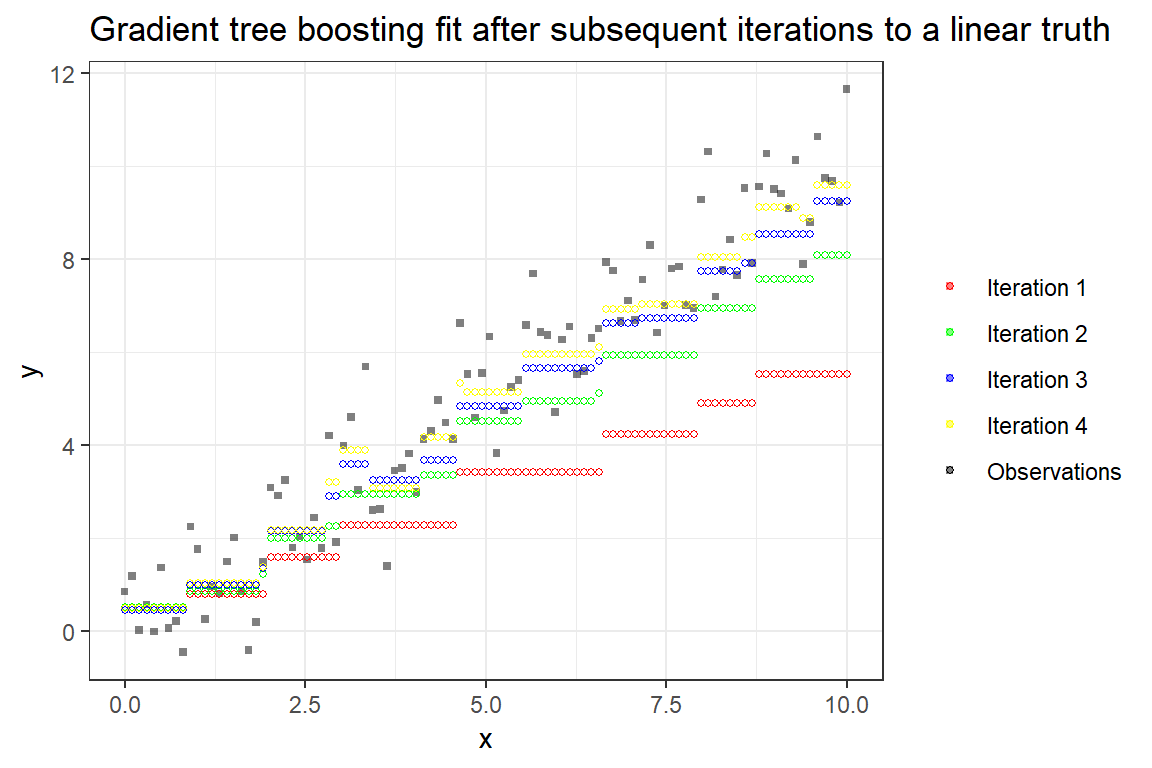 Gradient tree boosting fit after subsequent iterations to a linear truth
12
8
4
0
y
0.0 2.5 5.0 7.5 10.0
x
Iteration 1
Iteration 2
Iteration 3
Iteration 4
Observations